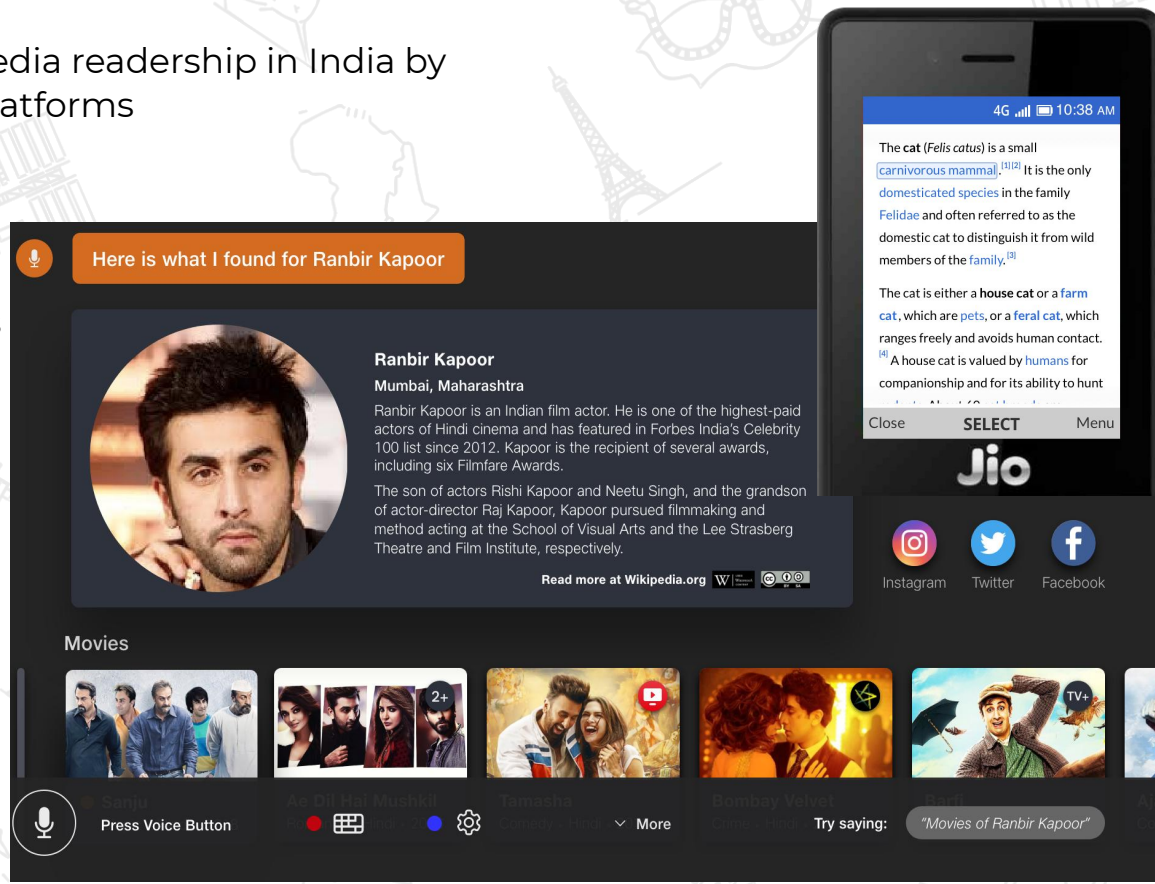 edia readership in India by
atforms
4G 10:38 AM
The cat (Felis catus) is a small
carnivorous mammal.[1][2] It is the only
domesticated species in the family
Felidae and often referred to as the
domestic cat to distinguish it from wild
members of the family.[3]
The cat is either a house cat or a farm
cat, which are pets, or a feral cat, which
ranges freely and avoids human contact.
[4] A house cat is valued by humans for
companionship and for its ability to hunt
Close SELECT Menu
Jio
Here is what I found for Ranbir Kapoor
Ranbir Kapoor
Mumbai, Maharashtra
Ranbir Kapoor is an Indian film actor. He is one of the highest-paid
actors of Hindi cinema and has featured in Forbes India's Celebrity
100 list since 2012. Kapoor is the recipient of several awards,
including six Filmfare Awards.
The son of actors Rishi Kapoor and Neetu Singh, and the grandson
of actor-director Raj Kapoor, Kapoor pursued filmmaking and
method acting at the School of Visual Arts and the Lee Strasberg
Theatre and Film Institute, respectively.
Read more at Wikipedia.org W
BY SA
Instagram Twitter Facebook
Movies
2+
TV+
Sanju Ae Dil Hai Mushkil Tamasha Bombay Velvet Barfi
Press Voice Button More Try saying: "Movies of Ranbir Kapoor"